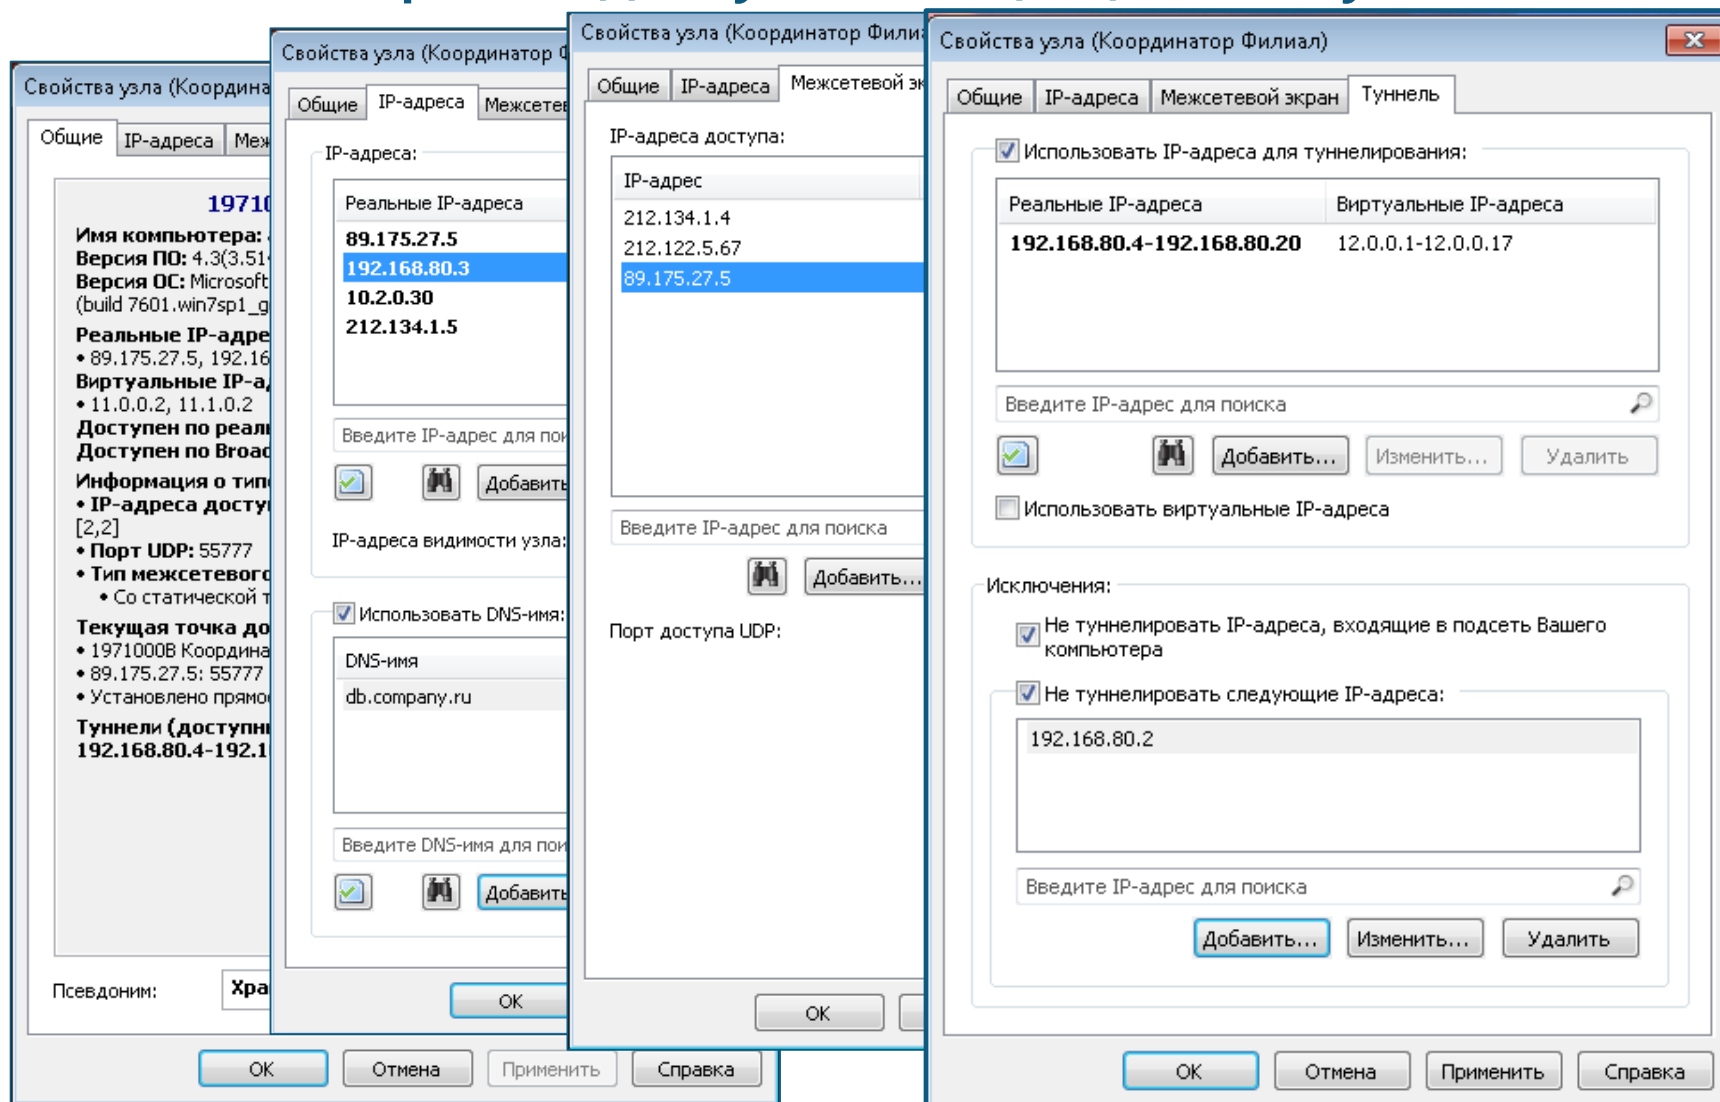 Свойства узла (Координа
Общие
IP-адреса
Меж
Имя компьютера:
Версия ПО: 4.3(3.51
Версия ОС: Microsoft
(build 7601.win7sp1_g
Реальные IP-адре
• 89.175.27.5, 192.16
Виртуальные IP-а
• 11.0.0.2, 11.1.0.2
Доступен по реал
Доступен по Broad
Информация о тип
• IP-адреса досту
[2,2]
• Порт UDP: 55777
• Тип межсетевого
• Со статической т
Текущая точка до
• 1971000B Координа
• 89.175.27.5: 55777
• Установлено прямо
Туннели (доступн
192.168.80.4-192.1
Псевдоним:
Хра
ОК
Отмена
Применить
Справка
Свойства узла (Координатор
Общие
IP-адреса
Межсете
IP-адреса:
Реальные IP-адреса
89.175.27.5
192.168.80.3
10.2.0.30
212.134.1.5
Введите IP-адрес для пои
Добавить
IP-адреса видимости узла:
Использовать DNS-имя:
DNS-имя
db.company.ru
Введите DNS-имя для пои
Добавить
ОК
Свойства узла (Координатор Филиа
Общие
IP-адреса
Межсетевой эк
IP-адреса доступа:
IP-адрес
212.134.1.4
212.122.5.67
89.175.27.5
Введите IP-адрес для поиска
Добавить...
Порт доступа UDP:
ОК
Свойства узла (Координатор Филиал)
Общие
IP-адреса
Межсетевой экран
Туннель
Использовать IP-адреса для туннелирования:
Реальные IP-адреса
Виртуальные IP-адреса
192.168.80.4-192.168.80.20
12.0.0.1-12.0.0.17
Введите IP-адрес для поиска
Добавить...
Изменить...
Удалить
Использовать виртуальные IP-адреса
Исключения:
Не туннелировать IP-адреса, входящие в подсеть Вашего
компьютера
Не туннелировать следующие IP-адреса:
192.168.80.2
Введите IP-адрес для поиска
Добавить...
Изменить...
Удалить
ОК
Отмена
Применить
Справка